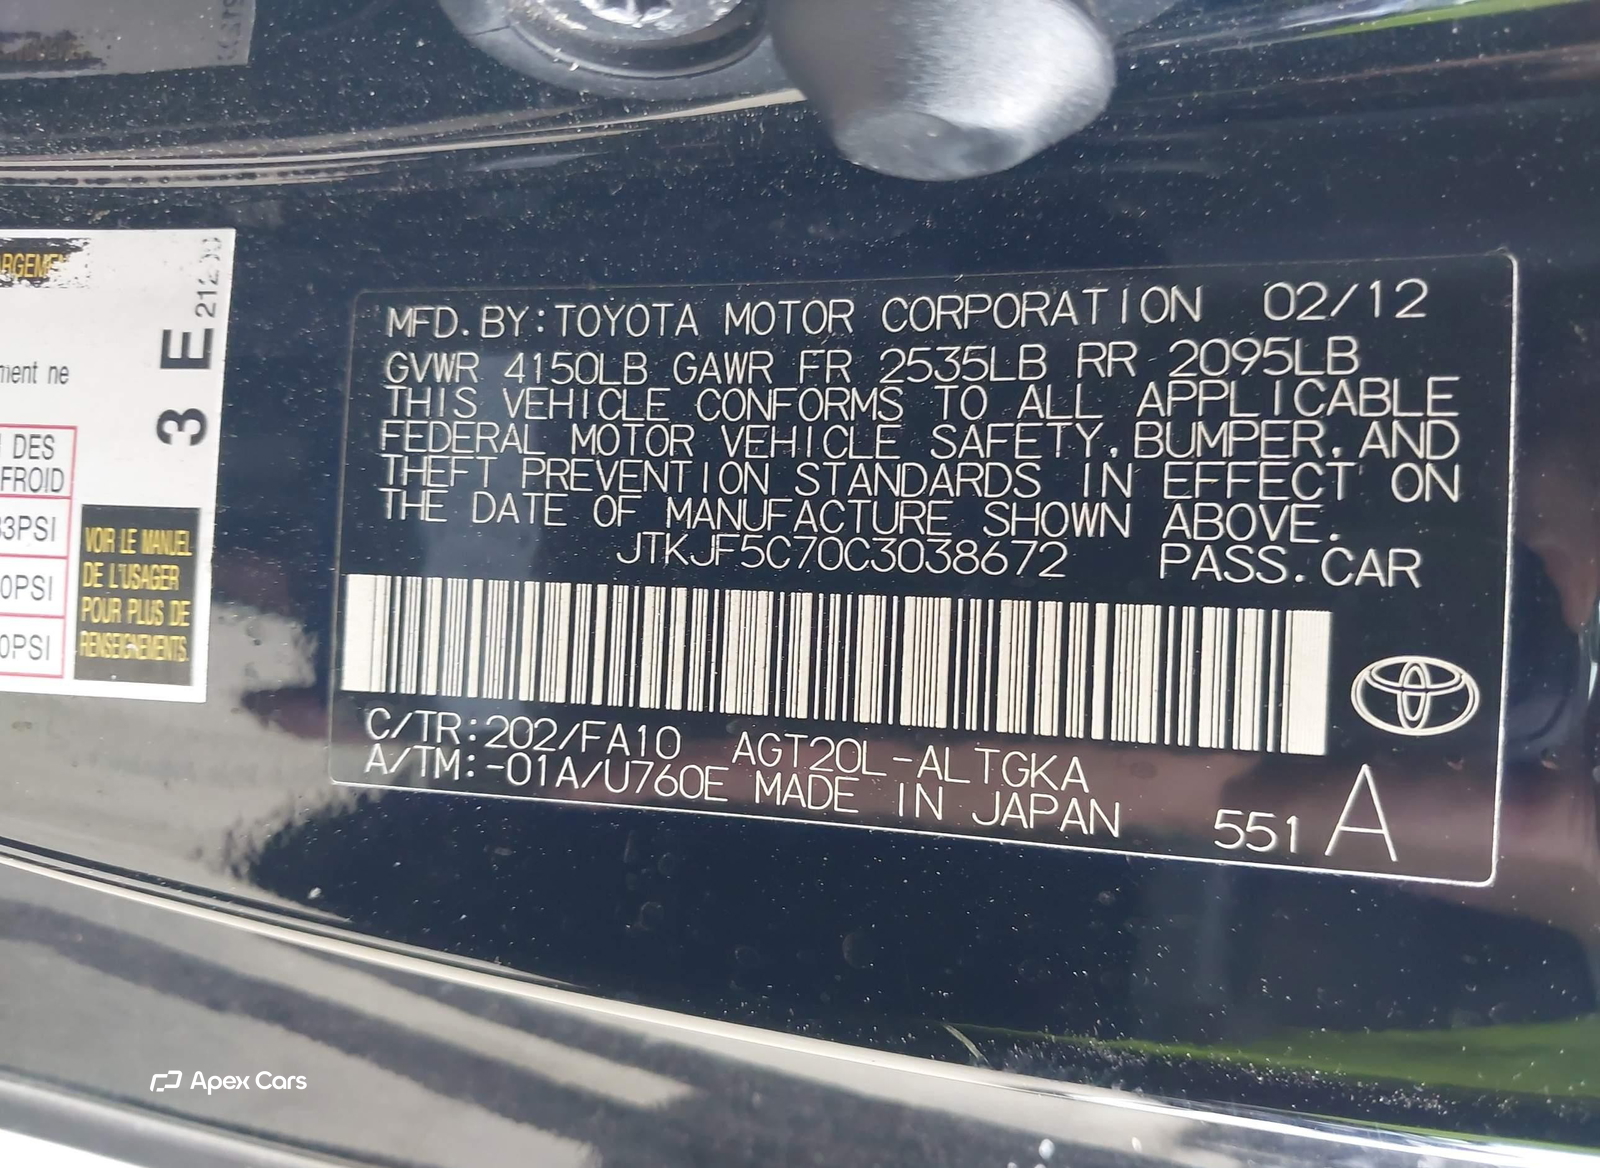 3 E
ment ne
DES
FROID
PSI
PSI
PSI
VOIR LE MANUEL
DE L'USAGER
POUR PLUS DE
RENSEIGNEMENTS.
MFD. BY: TOYOTA MOTOR CORPORATION 02/12
GVWR 4150LB GAWR FR 2535LB RR 2095LB
THIS VEHICLE CONFORMS TO ALL APPLICABLE
FEDERAL MOTOR VEHICLE SAFETY, BUMPER, AND
THEFT PREVENTION STANDARDS IN EFFECT ON
THE DATE OF MANUFACTURE SHOWN ABOVE.
JTKJF5C70C3038672 PASS. CAR
C/TR: 202/FA10 AGT20L-ALTGKA
A/TM: -01A/U760E MADE IN JAPAN 551 A
Apex Cars